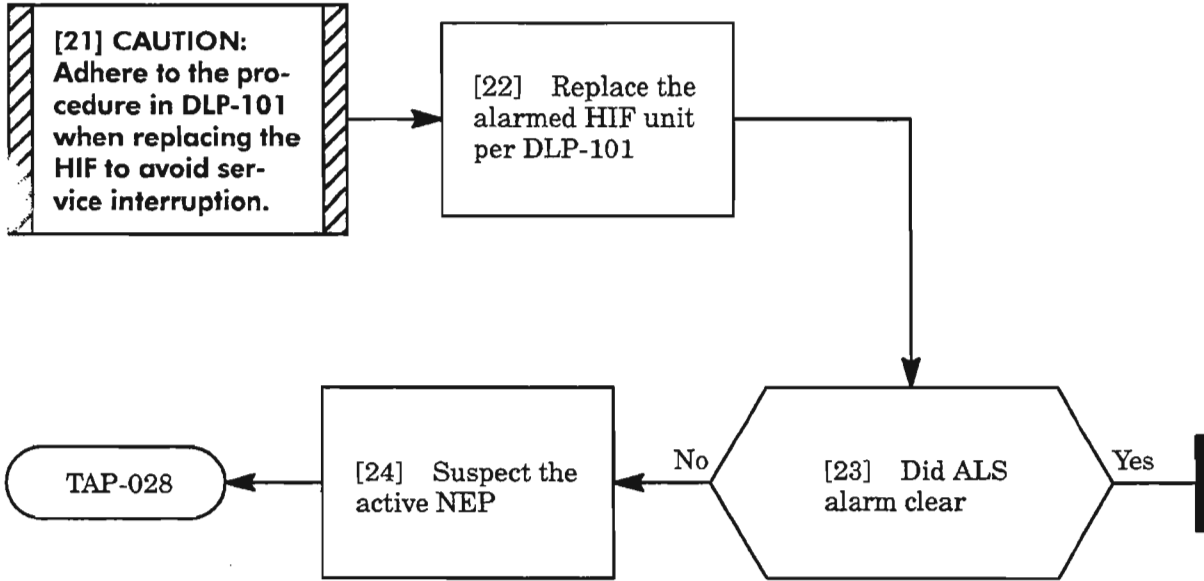 [21] CAUTION:
Adhere to the pro-
cedure in DLP-101
when replacing the
HIF to avoid ser-
vice interruption.
[22] Replace the
alarmed HIF unit
per DLP-101
[23] Did ALS
alarm clear
Yes
No
[24] Suspect the
active NEP
TAP-028